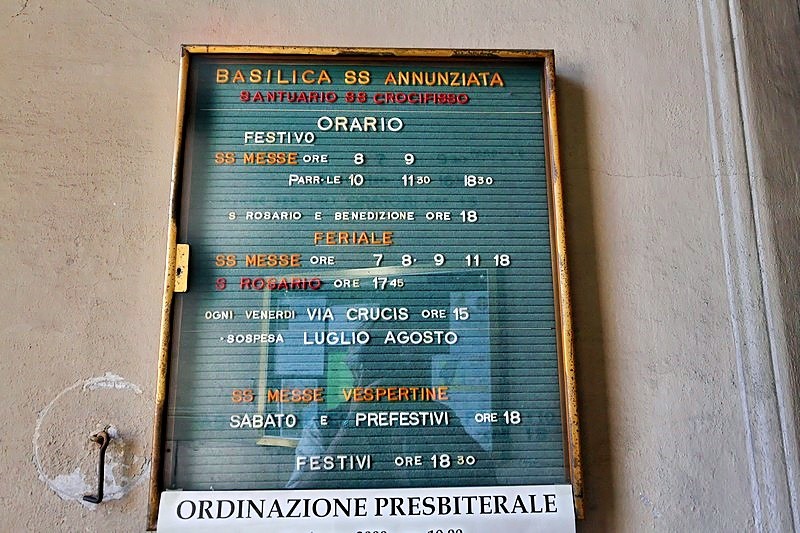 BASILICA SS ANNUNZIATA
SANTUARIO SS CROCIFISSO
ORARIO
FESTIVO
SS MESSE ORE 8 9
PARR·LE 10 11 30 18 30
S ROSARIO E BENEDIZIONE ORE 18
FERIALE
SS MESSE ORE 7 8· 9 11 18
S ROSARIO ORE 17 45
OGNI VENERDI VIA CRUCIS ORE 15
·SOSPESA LUGLIO AGOSTO
SS MESSE VESPERTINE
SABATO E PREFESTIVI ORE 18
FESTIVI ORE 18 30
ORDINAZIONE PRESBITERALE